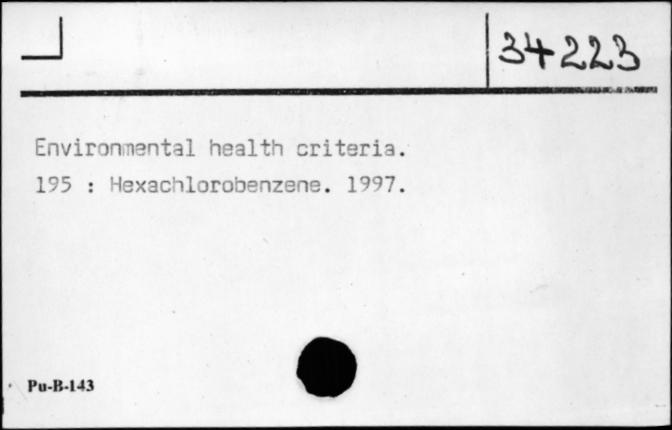 34223
Environmental health criteria.
195 : Hexachlorobenzene. 1997.
Pu-B-143